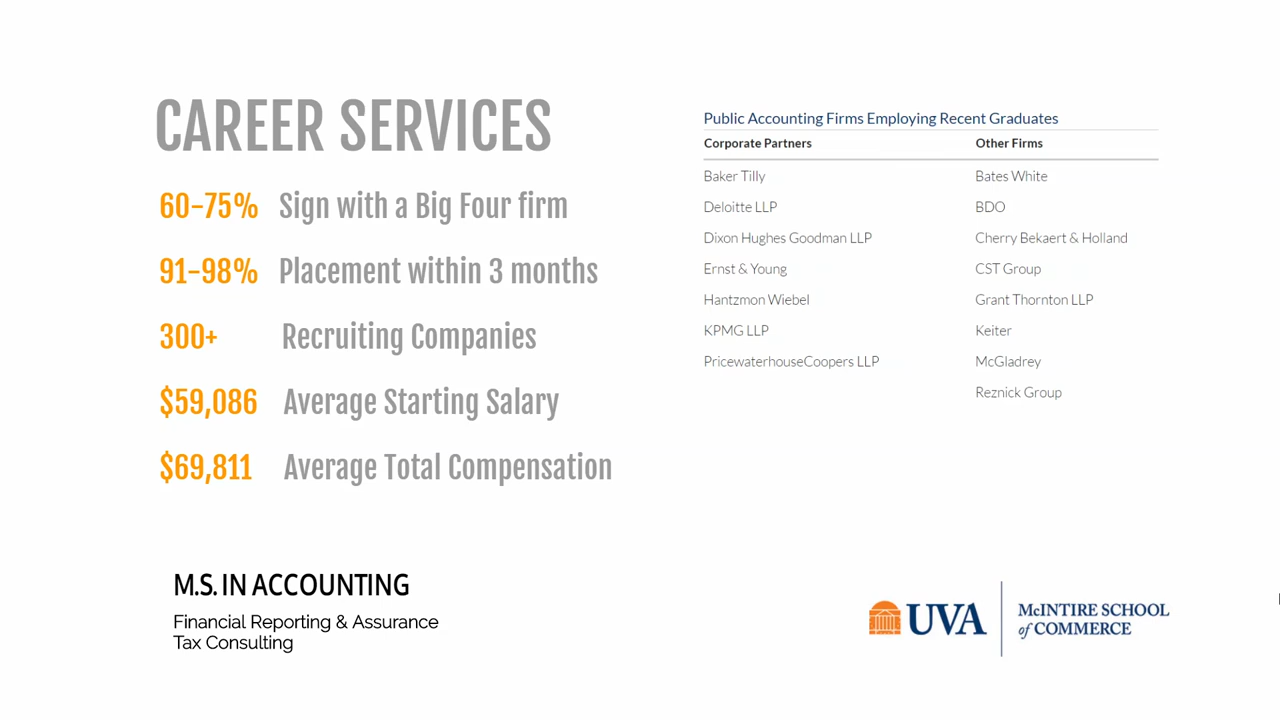 CAREER SERVICES
60-75% Sign with a Big Four firm
91-98% Placement within 3 months
300+ Recruiting Companies
$59,086 Average Starting Salary
$69,811 Average Total Compensation
Public Accounting Firms Employing Recent Graduates
Corporate Partners Other Firms
Baker Tilly Bates White
Deloitte LLP BDO
Dixon Hughes Goodman LLP Cherry Bekaert & Holland
Ernst & Young CST Group
Hantzmon Wiebel Grant Thornton LLP
KPMG LLP Keiter
PricewaterhouseCoopers LLP McGladrey
Reznick Group
M.S. IN ACCOUNTING
Financial Reporting & Assurance
Tax Consulting
UVA
McINTIRE SCHOOL
of COMMERCE